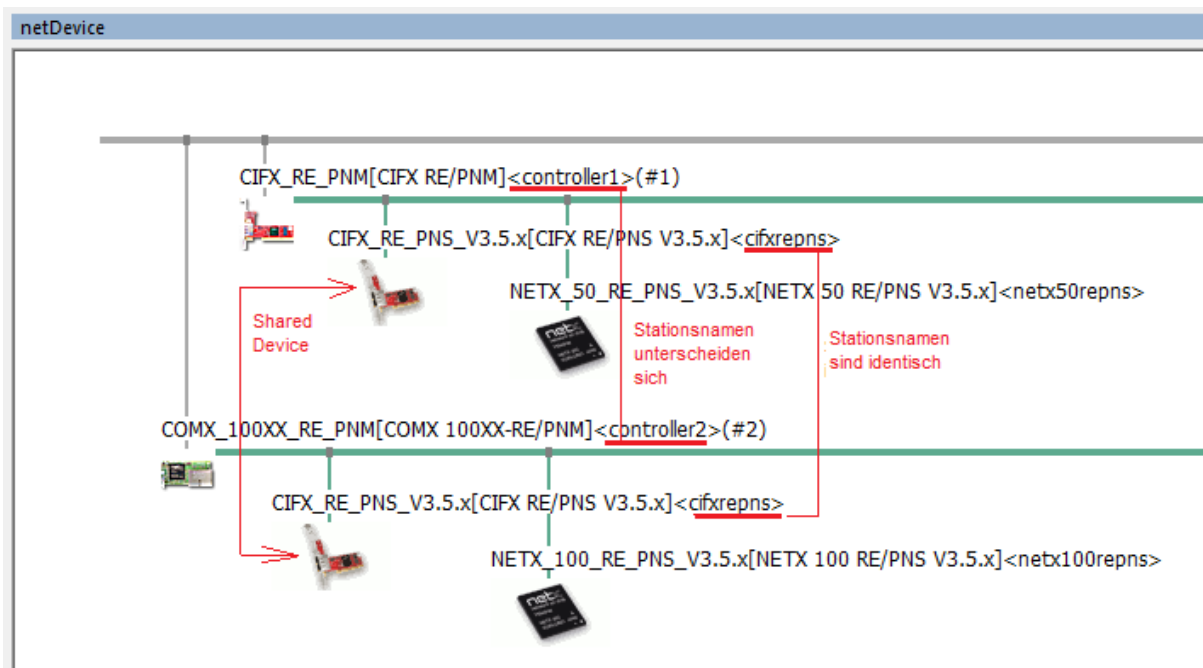 netDevice
CIFX_RE_PNM[CIFX RE/PNM]<controller1>(#1)
CIFX_RE_PNS_V3.5.x[CIFX RE/PNS V3.5.x]<cifxrepns>
NETX_50_RE_PNS_V3.5.x[NETX 50 RE/PNS V3.5.x]<netx50repns>
Shared
Device
netx
Stationsnamen
unterscheiden
sich
Stationsnamen
sind identisch
COMX_100XX_RE_PNM[COMX 100XX-RE/PNM]<controller2>(#2)
CIFX_RE_PNS_V3.5.x[CIFX RE/PNS V3.5.x]<cifxrepns>
NETX_100_RE_PNS_V3.5.x[NETX 100 RE/PNS V3.5.x]<netx100repns>
netx